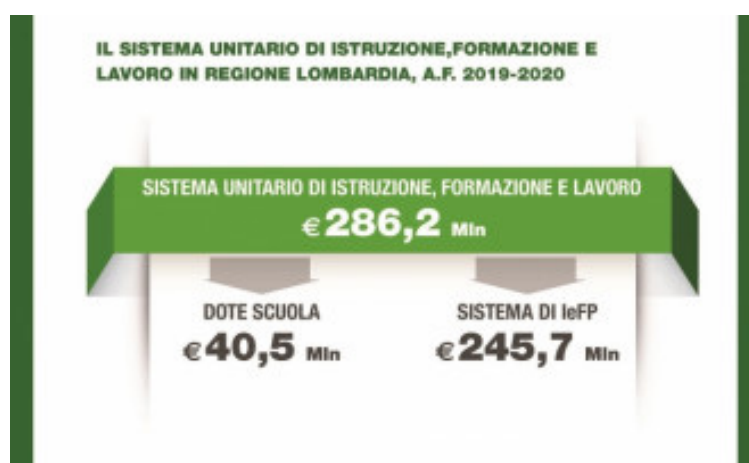 IL SISTEMA UNITARIO DI ISTRUZIONE,FORMAZIONE E
LAVORO IN REGIONE LOMBARDIA, A.F. 2019-2020
SISTEMA UNITARIO DI ISTRUZIONE, FORMAZIONE E LAVORO
€ 286,2 Mln
DOTE SCUOLA
€ 40,5 Mln
SISTEMA DI IeFP
€ 245,7 Mln